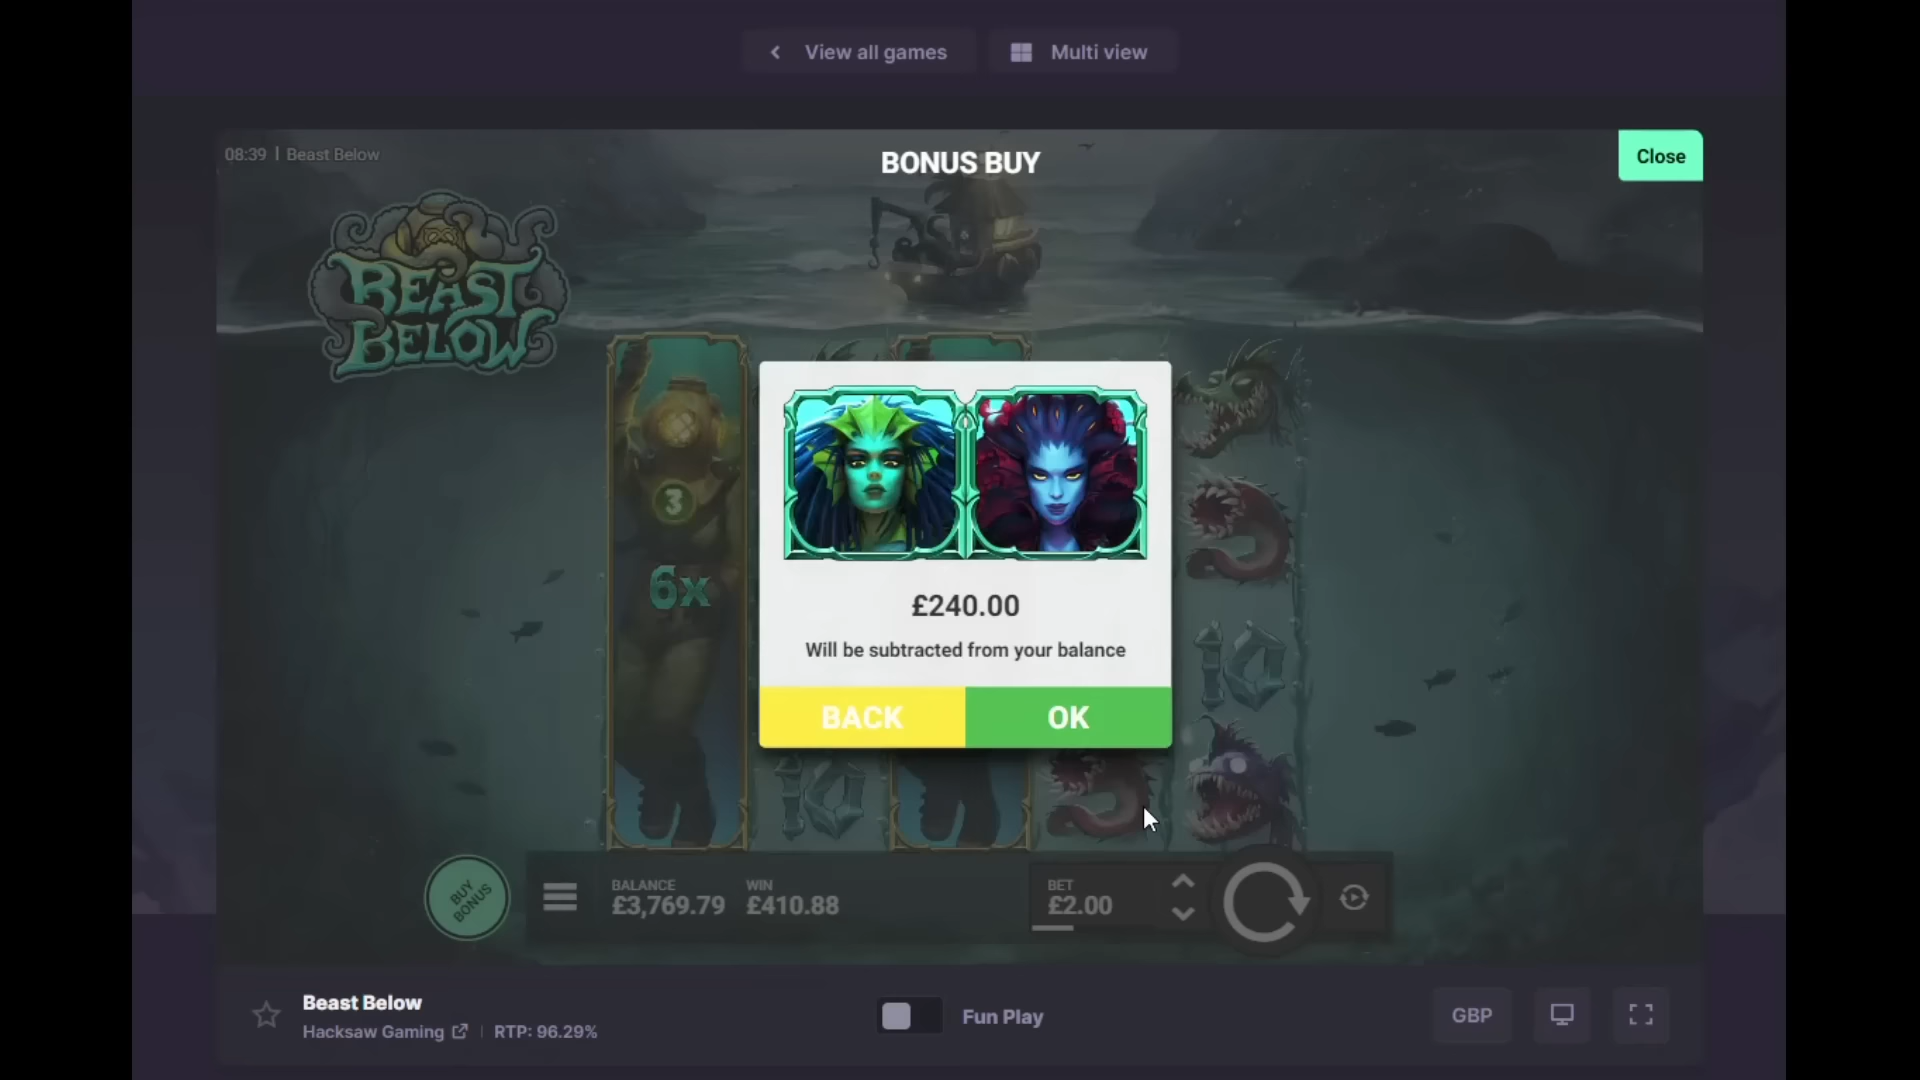 View all games
Multi view
08:39 | Beast Below
BONUS BUY
Close
BEAST
BELOW
3
6x
£240.00
Will be subtracted from your balance
10
BACK
OK
10
BUY
BONUS
BALANCE
£3,769.79
WIN
£410.88
BET
£2.00
Beast Below
Hacksaw Gaming | RTP: 96.29%
Fun Play
GBP